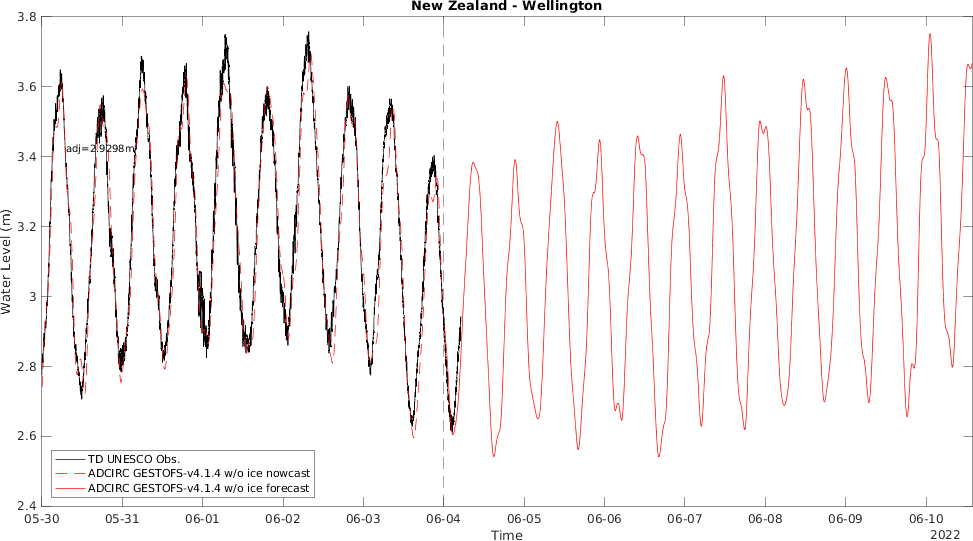 New Zealand - Wellington
3.8
3.6
3.4
3.2
3
2.8
2.6
2.4
Water Level (m)
adj=2.9298m
TD UNESCO Obs.
ADCIRC GESTOFS-v4.1.4 w/o ice nowcast
ADCIRC GESTOFS-v4.1.4 w/o ice forecast
05-30 05-31 06-01 06-02 06-03 06-04 06-05 06-06 06-07 06-08 06-09 06-10
2022
Time